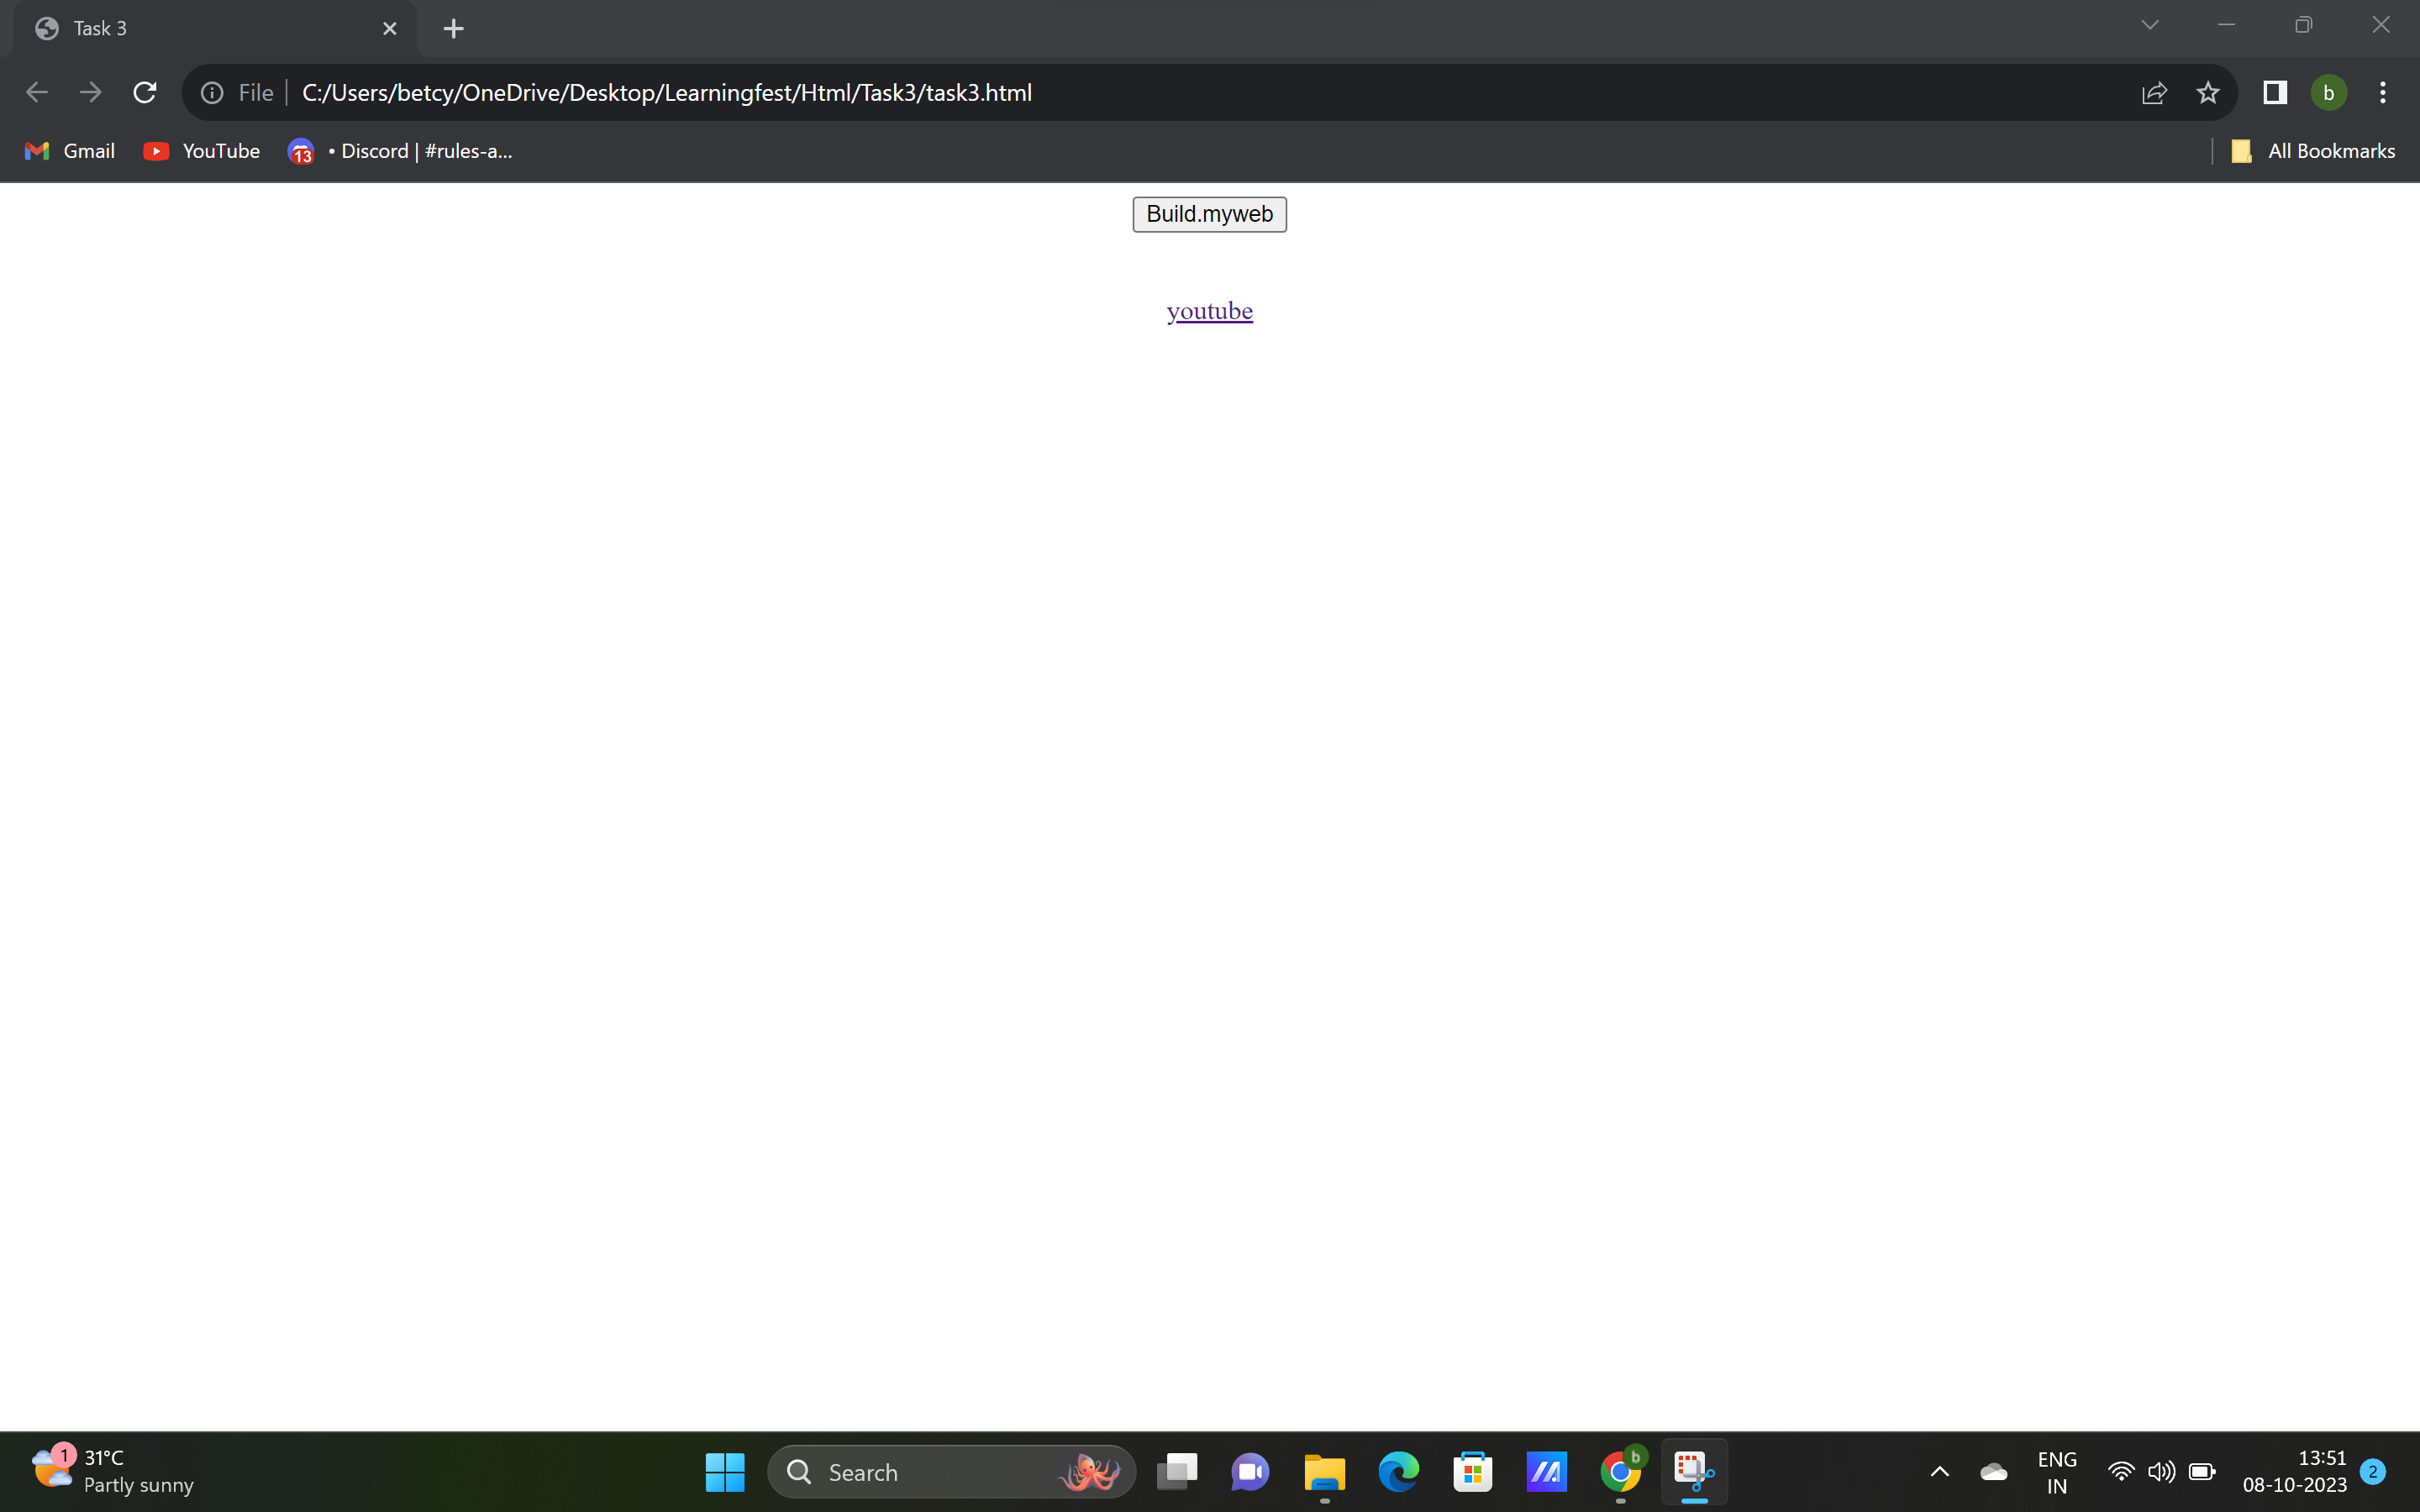 Task 3
File C:/Users/betcy/OneDrive/Desktop/Learningfest/Html/Task3/task3.html
b
Gmail YouTube 13 • Discord | #rules-a... All Bookmarks
Build.myweb
youtube
1 31°C
Partly sunny
Search
b
ENG
IN
13:51
08-10-2023
2